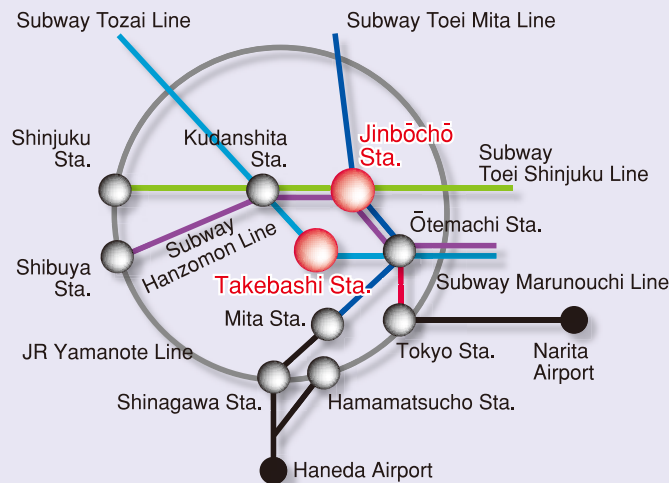 Subway Tozai Line
Subway Toei Mita Line
Shinjuku
Sta.
Kudanshita
Sta.
Jinbōchō
Sta.
Subway
Toei Shinjuku Line
Shibuya
Sta.
Subway
Hanzomon Line
Ōtemachi Sta.
Takebashi Sta.
Subway Marunouchi Line
Mita Sta.
JR Yamanote Line
Tokyo Sta.
Narita
Airport
Shinagawa Sta.
Hamamatsucho Sta.
Haneda Airport